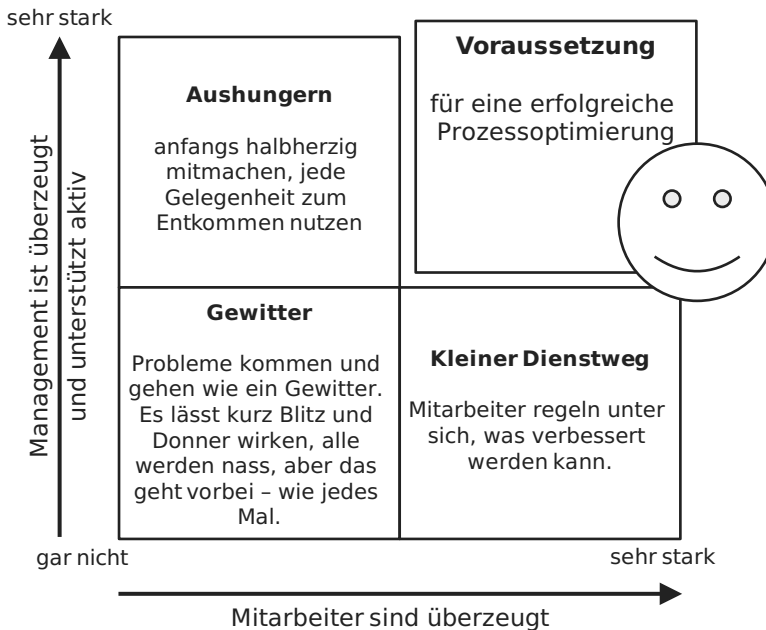 sehr stark
Management ist überzeugt
und unterstützt aktiv
Aushungern
anfangs halbherzig
mitmachen, jede
Gelegenheit zum
Entkommen nutzen
Voraussetzung
für eine erfolgreiche
Prozessoptimierung
Gewitter
Probleme kommen und
gehen wie ein Gewitter.
Es lässt kurz Blitz und
Donner wirken, alle
werden nass, aber das
geht vorbei – wie jedes
Mal.
Kleiner Dienstweg
Mitarbeiter regeln unter
sich, was verbessert
werden kann.
gar nicht
sehr stark
Mitarbeiter sind überzeugt